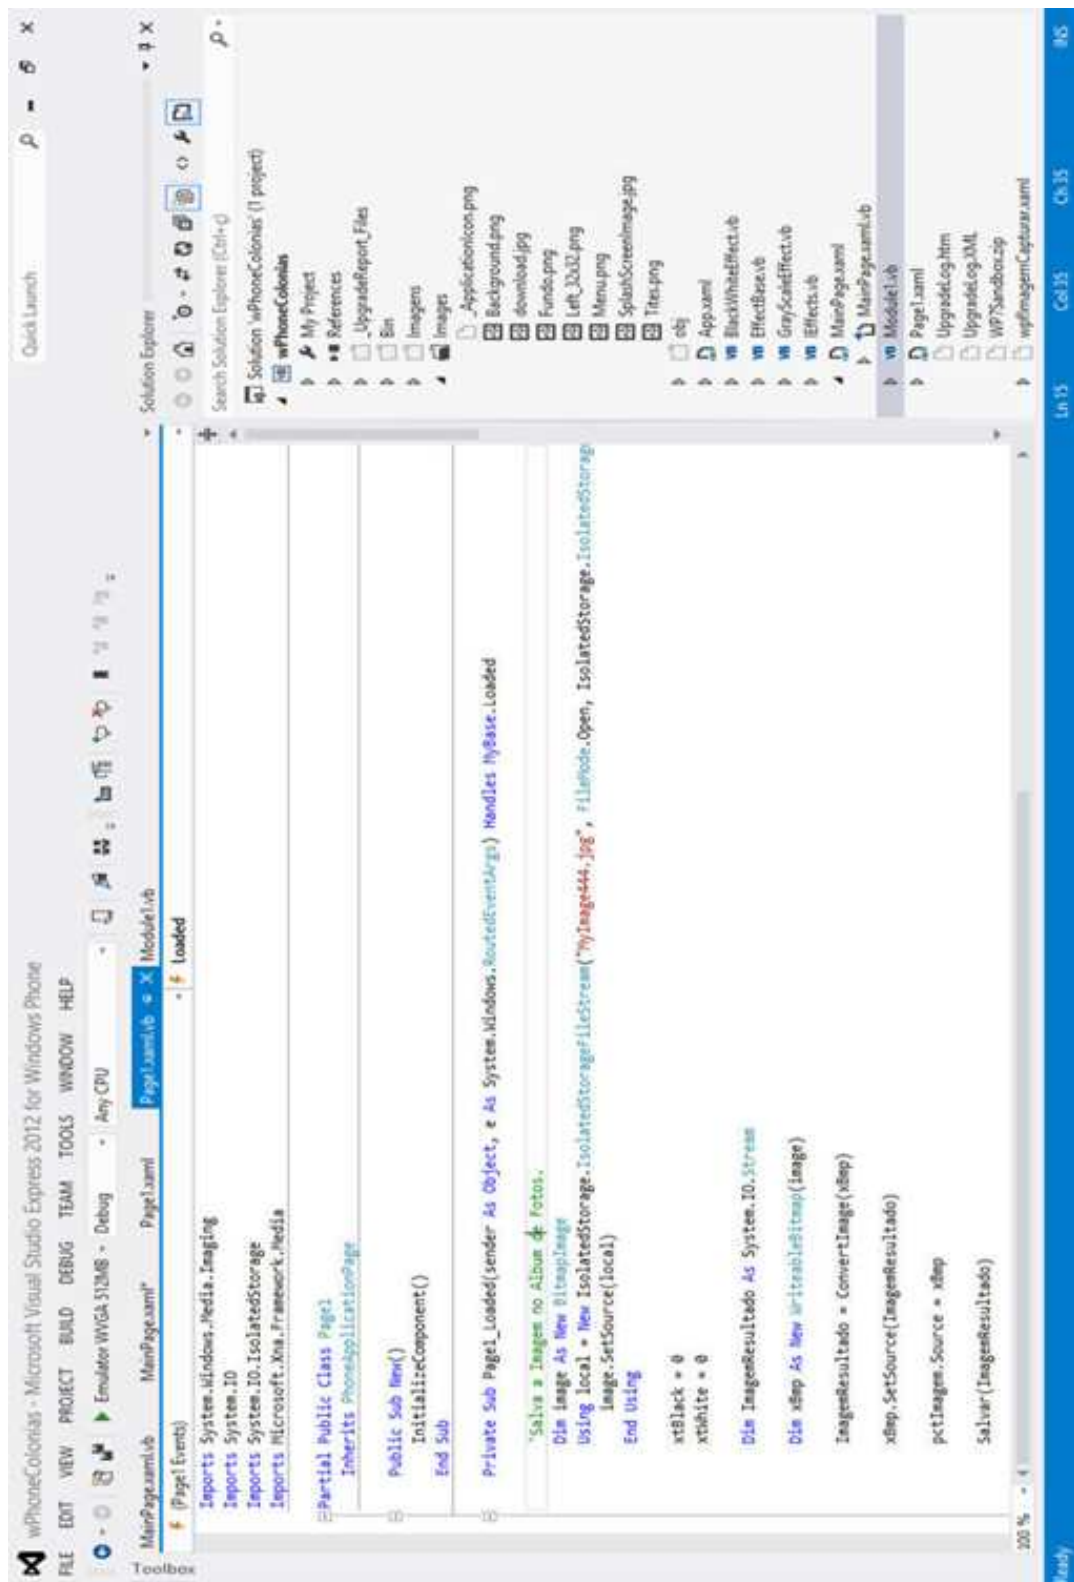 wPhoneColonias - Microsoft Visual Studio Express 2012 for Windows Phone
Quick Launch
FILE EDIT VIEW PROJECT BUILD DEBUG TEAM TOOLS WINDOW HELP
Emulator WVGA 512MB Debug Any CPU
Toolbox
MainPage.xaml.vb MainPage.xaml* Page1.xaml Page1.xaml.vb Module1.vb
(Page1 Events) Loaded
Imports System.Windows.Media.Imaging
Imports System.IO
Imports System.IO.IsolatedStorage
Imports Microsoft.Xna.Framework.Media
Partial Public Class Page1
Inherits PhoneApplicationPage
Public Sub New()
InitializeComponent()
End Sub
Private Sub Page1_Loaded(sender As Object, e As System.Windows.RoutedEventArgs) Handles MyBase.Loaded
'Salva a Imagem no Album de Fotos.
Dim image As New BitmapImage
Using local = New IsolatedStorage.IsolatedStorageFileStream("MyImage444.jpg", FileMode.Open, IsolatedStorage.IsolatedStorag
image.SetSource(local)
End Using
xtBlack = 0
xtWhite = 0
Dim ImagemResultado As System.IO.Stream
Dim xBmp As New WriteableBitmap(image)
ImagemResultado = ConvertImage(xBmp)
xBmp.SetSource(ImagemResultado)
pctImagem.Source = xBmp
Salvar(ImagemResultado)
100 %
Solution Explorer
Search Solution Explorer (Ctrl+ç)
Solution 'wPhoneColonias' (1 project)
wPhoneColonias
My Project
References
_UpgradeReport_Files
Bin
Imagens
Images
_ApplicationIcon.png
Background.png
download.jpg
Fundo.png
Left_32x32.png
Menu.png
SplashScreenImage.jpg
Tites.png
obj
App.xaml
BlackWhiteEffect.vb
EffectBase.vb
GrayScaleEffect.vb
IEffects.vb
MainPage.xaml
MainPage.xaml.vb
Module1.vb
Page1.xaml
UpgradeLog.htm
UpgradeLog.XML
WP7Sandbox.zip
wpfImagemCapturar.xaml
Ready Ln 15 Col 35 Ch 35 INS